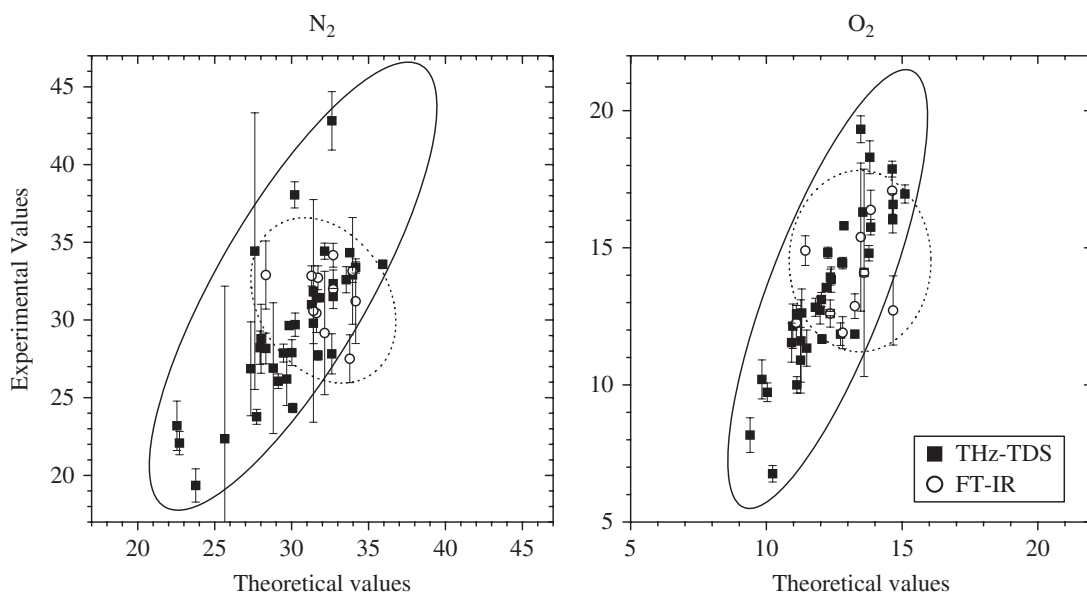 N2
O2
Experimental Values
45
40
35
30
25
20
20
15
10
5
20 25 30 35 40 45
5 10 15 20
Theoretical values
Theoretical values
THz-TDS
FT-IR